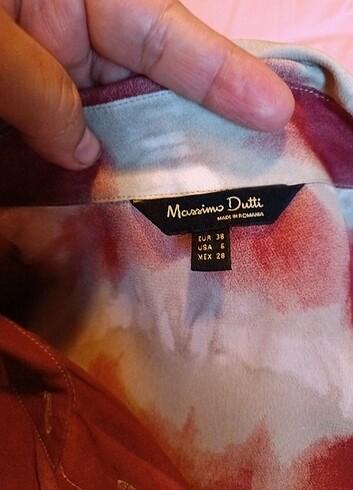 Massimo Dutti
MADE IN ROMANIA
EUR 38
USA 6
MEX 28